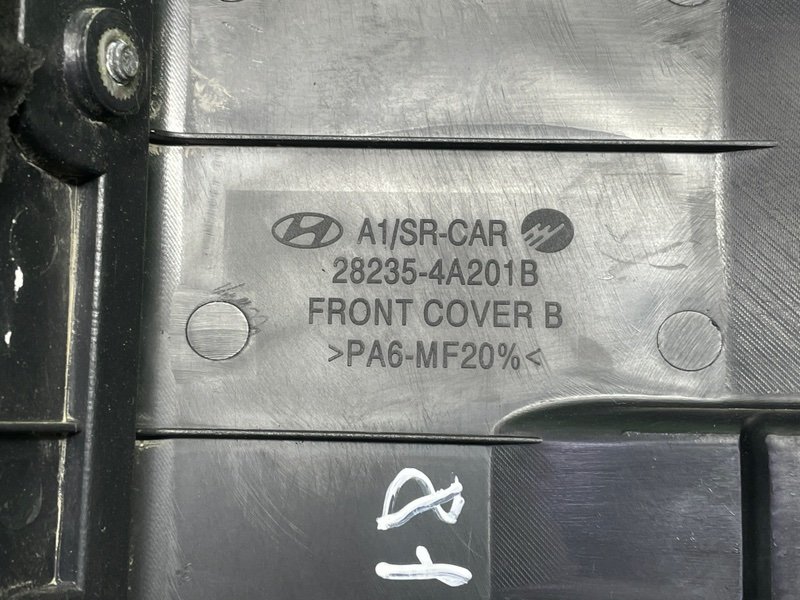 A1/SR-CAR
28235-4A201B
FRONT COVER B
>PA6-MF20%<